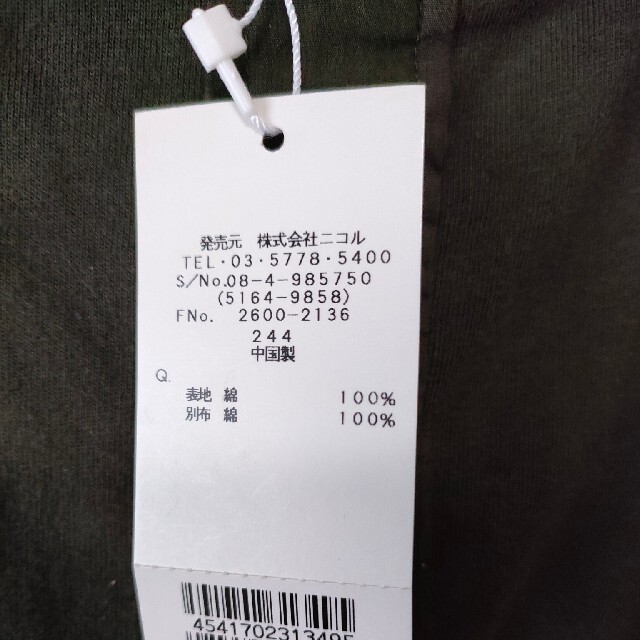 発売元 株式会社ニコル
TEL・03・5778・5400
S/No.08-4-985750
(5164-9858)
FNo. 2600-2136
244
中国製
Q.
表地 綿 100%
別布 綿 100%